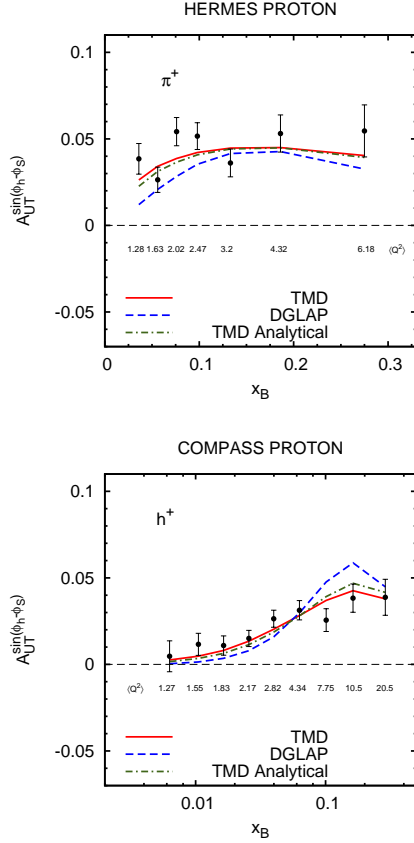 HERMES PROTON
0.1
π+
0.05
A_UT^sin(ϕ_h-ϕ_S)
0
1.28 1.63 2.02 2.47 3.2 4.32 6.18 ⟨Q²⟩
-0.05
TMD
DGLAP
TMD Analytical
0 0.1 0.2 0.3
x_B
COMPASS PROTON
0.1
h+
0.05
A_UT^sin(ϕ_h-ϕ_S)
0
⟨Q²⟩ 1.27 1.55 1.83 2.17 2.82 4.34 7.75 10.5 20.5
-0.05
TMD
DGLAP
TMD Analytical
0.01 0.1
x_B